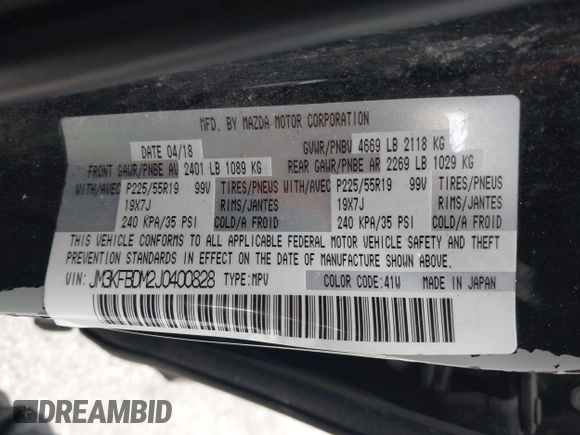 MFD. BY MAZDA MOTOR CORPORATION
DATE 04/18 GVWR/PNBV 4669 LB 2118 KG
FRONT GAWR/PNBE AV 2401 LB 1089 KG REAR GAWR/PNBE AR 2269 LB 1029 KG
WITH/AVEC P225/55R19 99V TIRES/PNEUS WITH/AVEC P225/55R19 99V TIRES/PNEUS
19X7J RIMS/JANTES 19X7J RIMS/JANTES
240 KPA/35 PSI COLD/A FROID 240 KPA/35 PSI COLD/A FROID
THIS VEHICLE CONFORMS TO ALL APPLICABLE FEDERAL MOTOR VEHICLE SAFETY AND THEFT
PREVENTION STANDARDS IN EFFECT ON THE DATE OF MANUFACTURE SHOWN ABOVE.
VIN: JM3KFBDM2J0400828 TYPE: MPV
COLOR CODE: 41W MADE IN JAPAN
DREAMBID